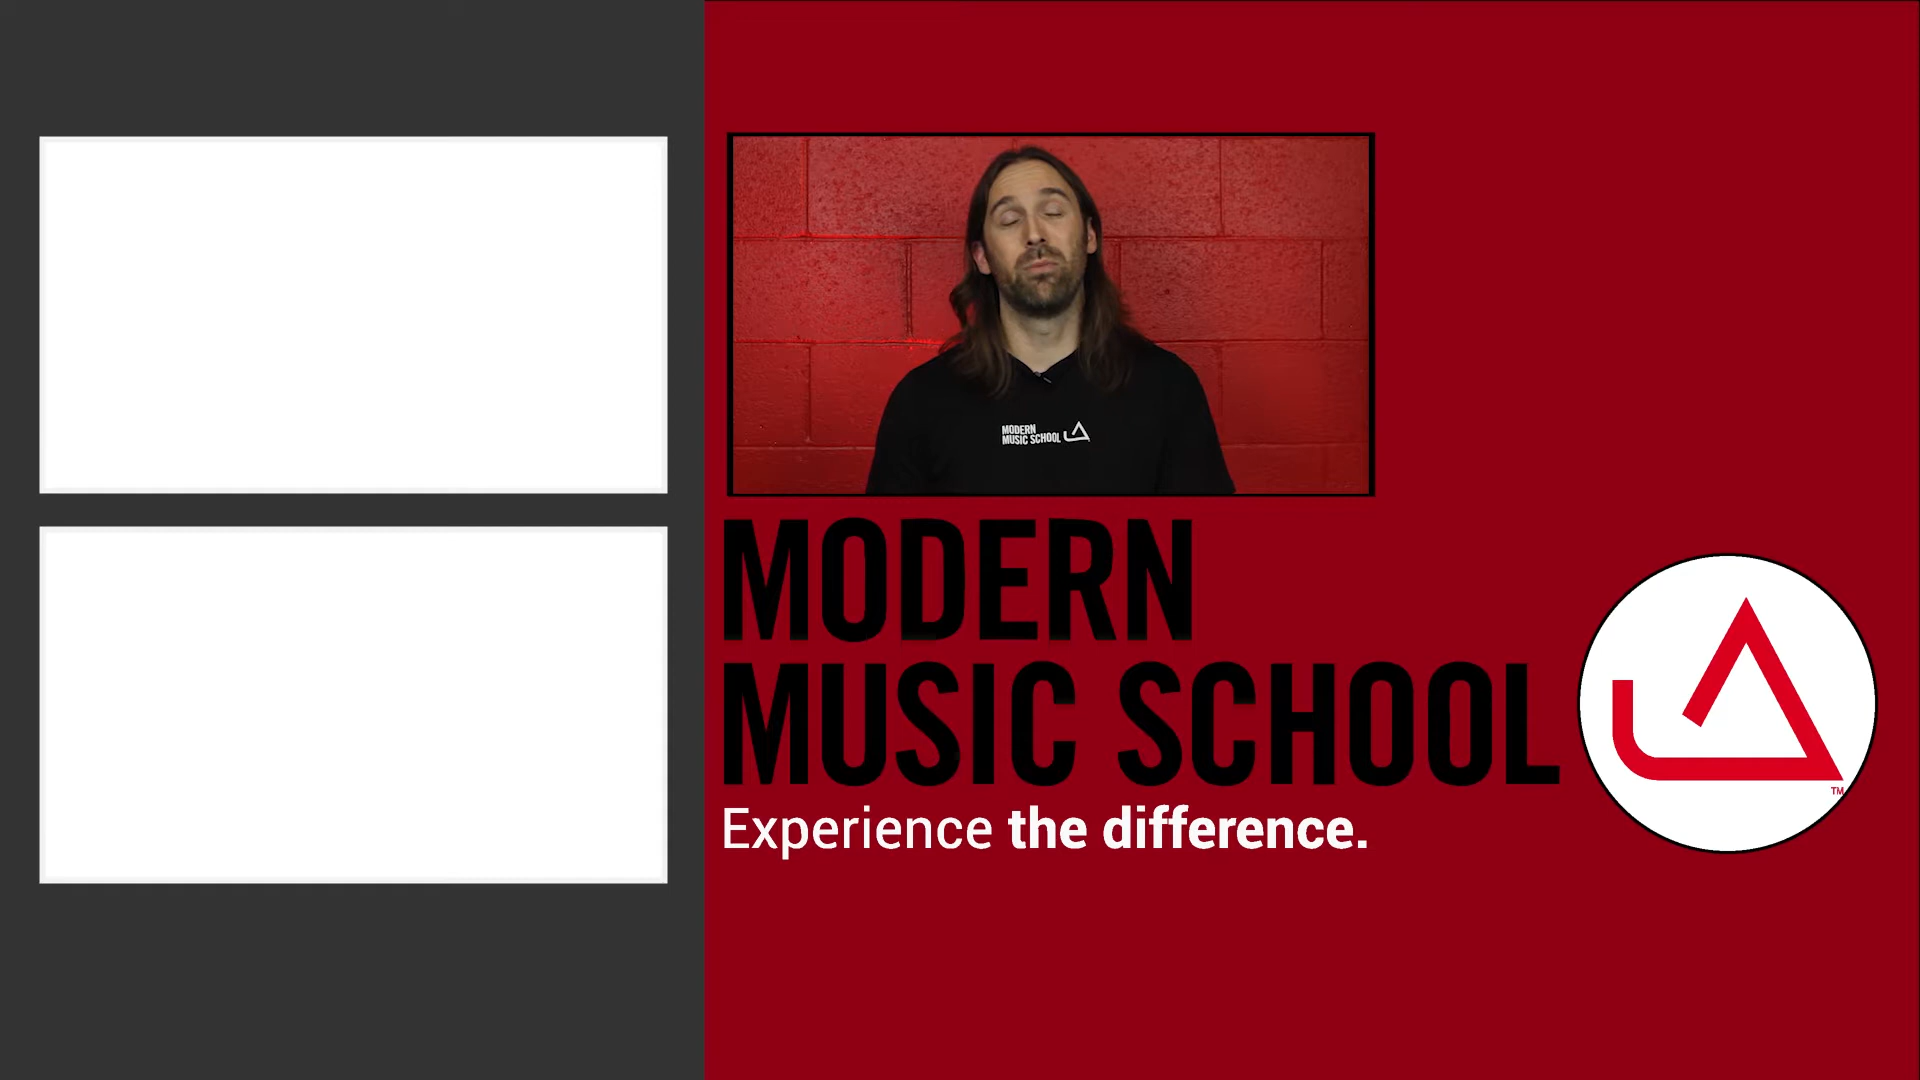 MODERN
MUSIC SCHOOL
MODERN
MUSIC SCHOOL
TM
Experience the difference.